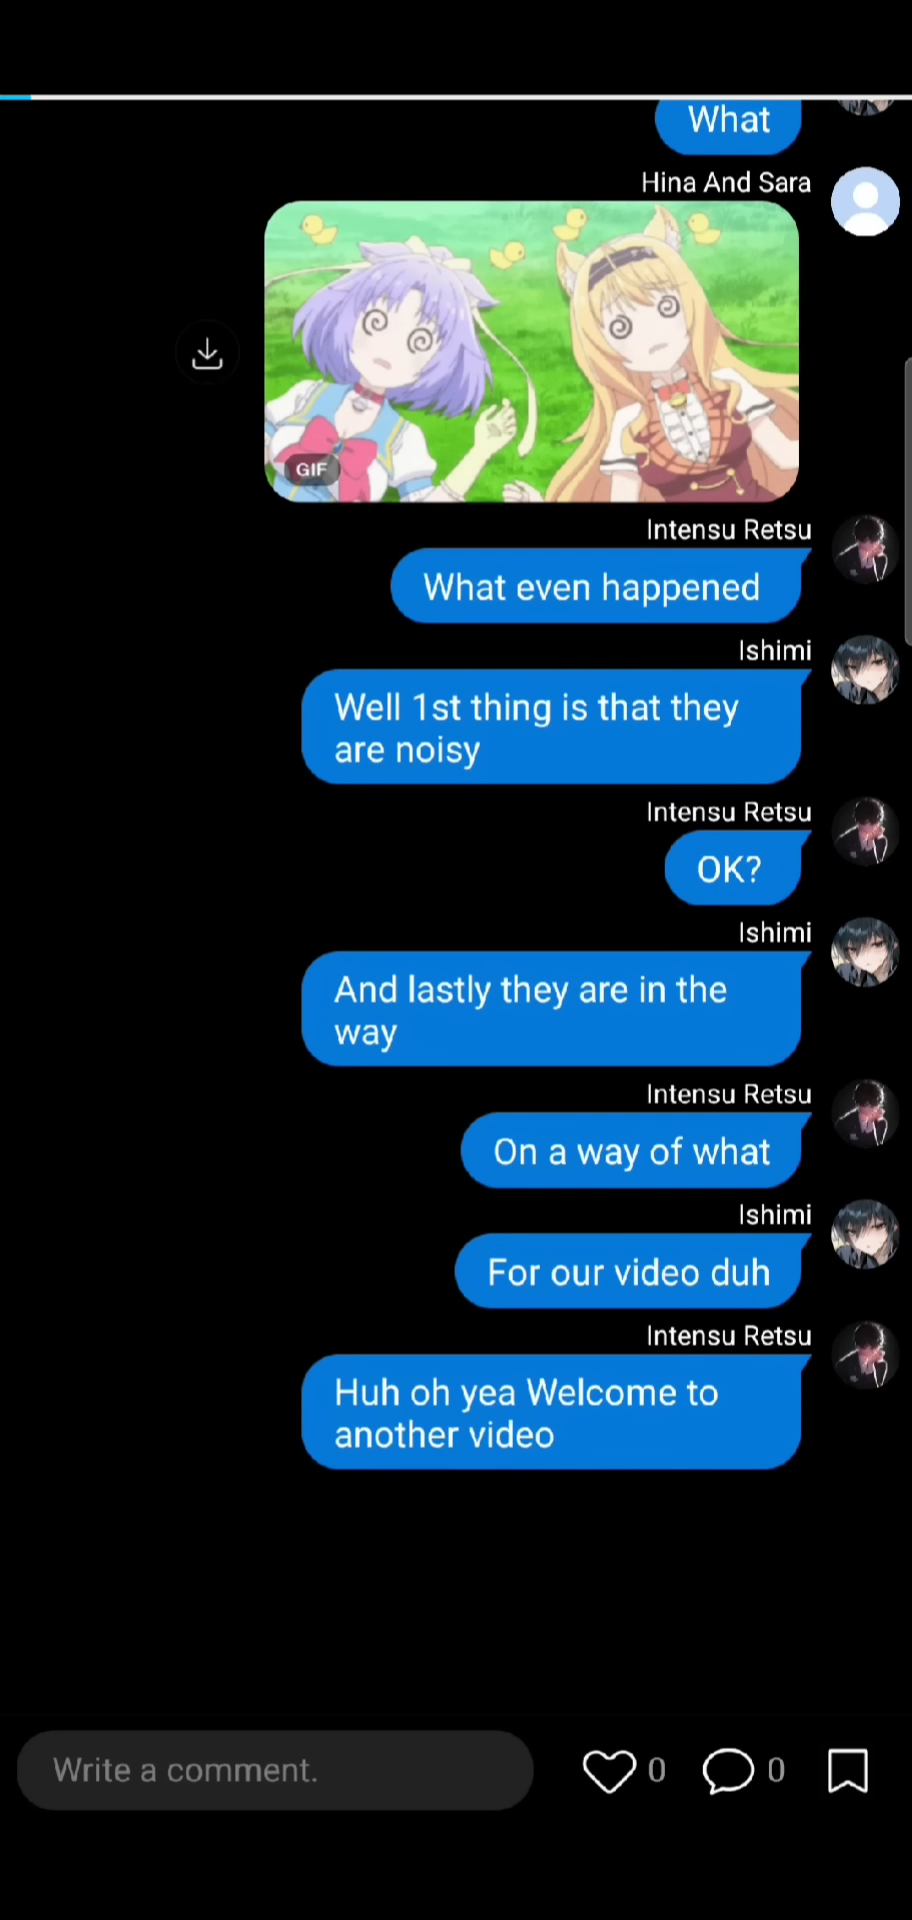 What
Hina And Sara
GIF
Intensu Retsu
What even happened
Ishimi
Well 1st thing is that they
are noisy
Intensu Retsu
OK?
Ishimi
And lastly they are in the
way
Intensu Retsu
On a way of what
Ishimi
For our video duh
Intensu Retsu
Huh oh yea Welcome to
another video
Write a comment. 0 0